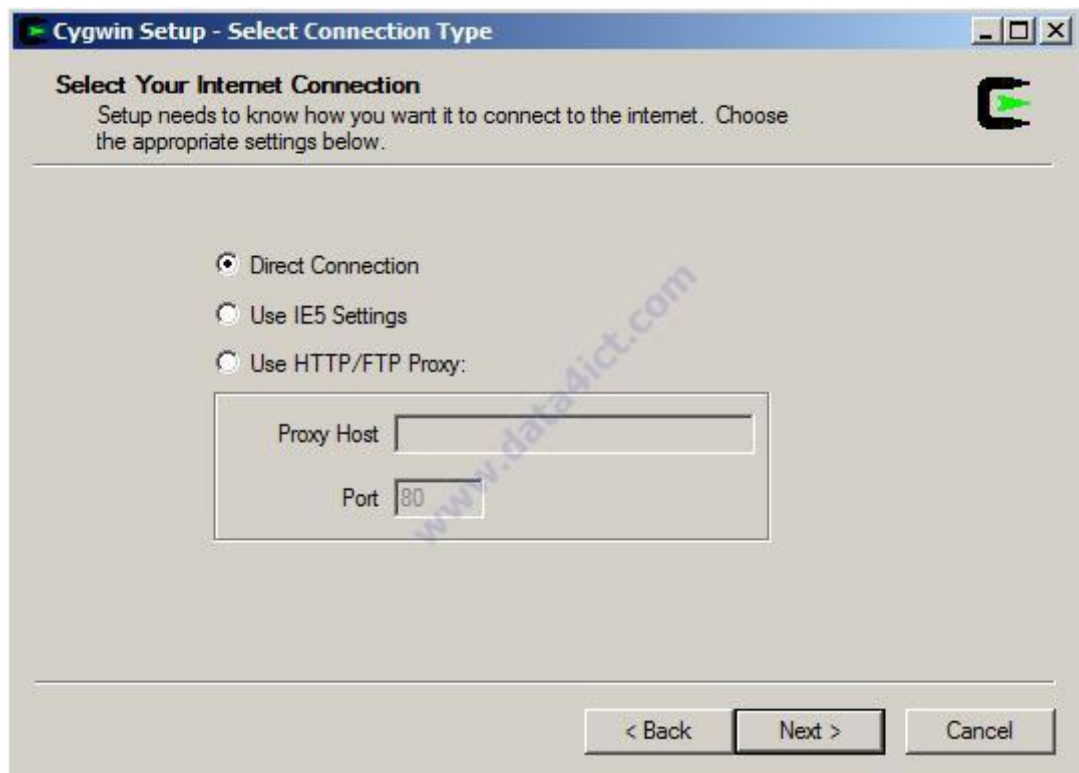 Cygwin Setup - Select Connection Type
Select Your Internet Connection
Setup needs to know how you want it to connect to the internet. Choose
the appropriate settings below.
Direct Connection
Use IE5 Settings
Use HTTP/FTP Proxy:
Proxy Host
Port 80
www.data4ict.com
< Back Next > Cancel